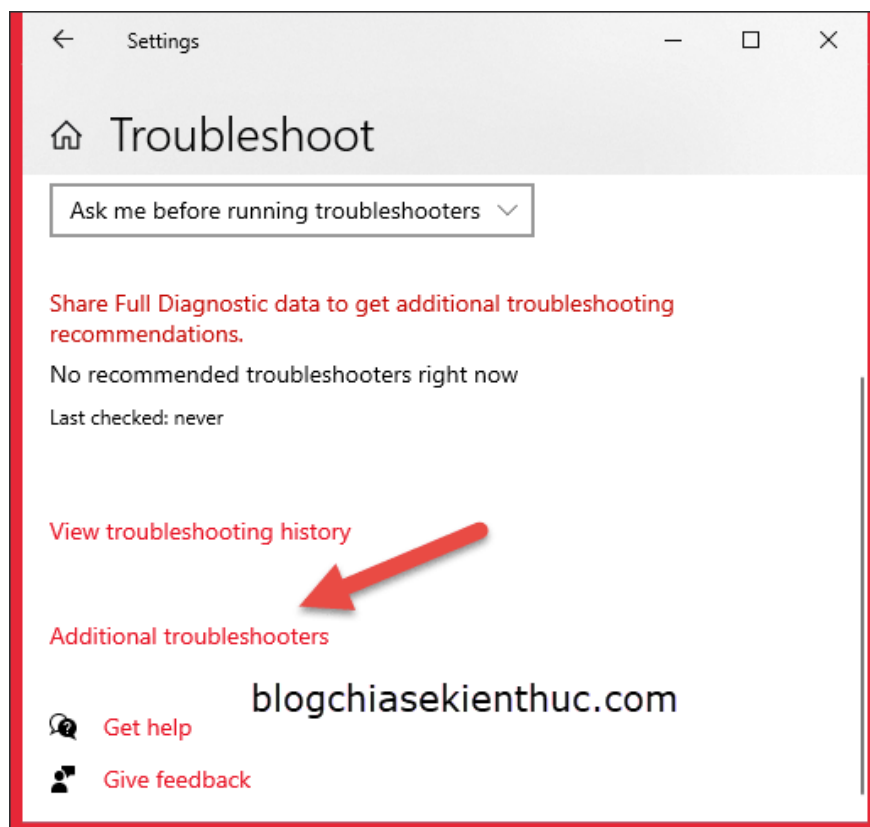 Settings
Troubleshoot
Ask me before running troubleshooters
Share Full Diagnostic data to get additional troubleshooting
recommendations.
No recommended troubleshooters right now
Last checked: never
View troubleshooting history
Additional troubleshooters
blogchiasekienthuc.com
Get help
Give feedback